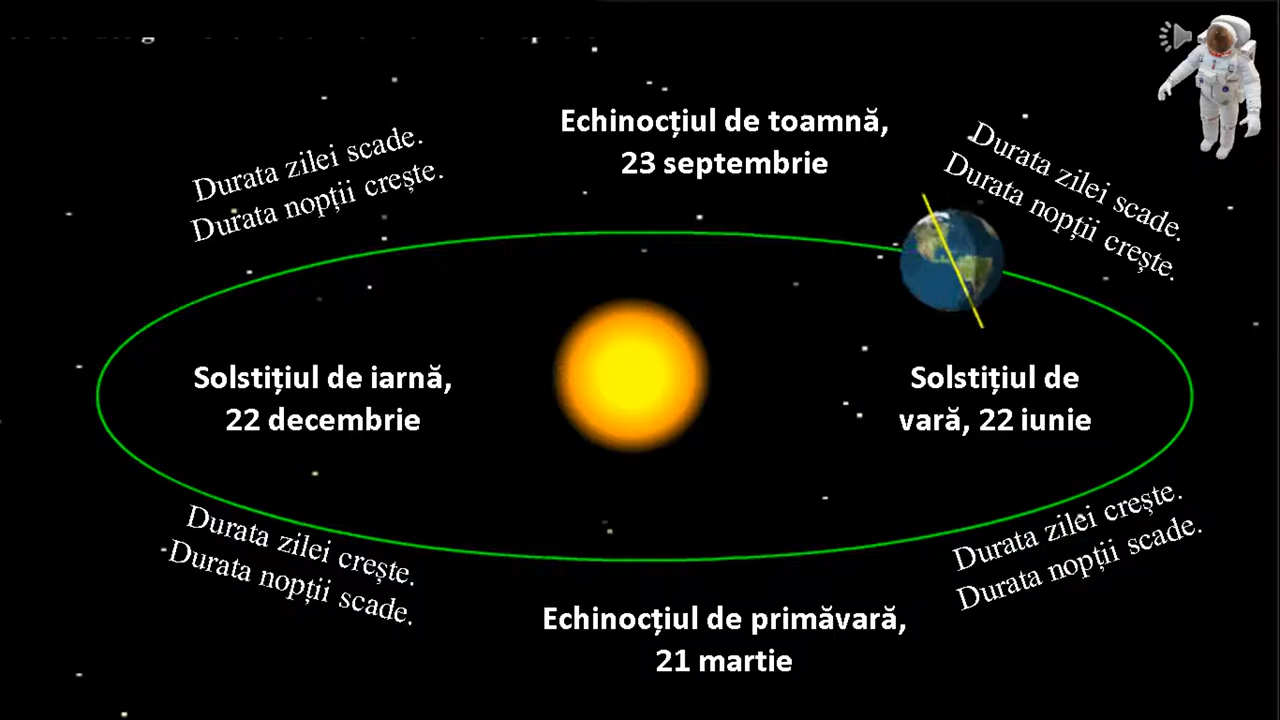 Echinocțiul de toamnă,
23 septembrie
Durata zilei scade.
Durata nopții crește.
Durata zilei scade.
Durata nopții crește.
Solstițiul de iarnă,
22 decembrie
Solstițiul de
vară, 22 iunie
Durata zilei crește.
Durata nopții scade.
Durata zilei crește.
Durata nopții scade.
Echinocțiul de primăvară,
21 martie